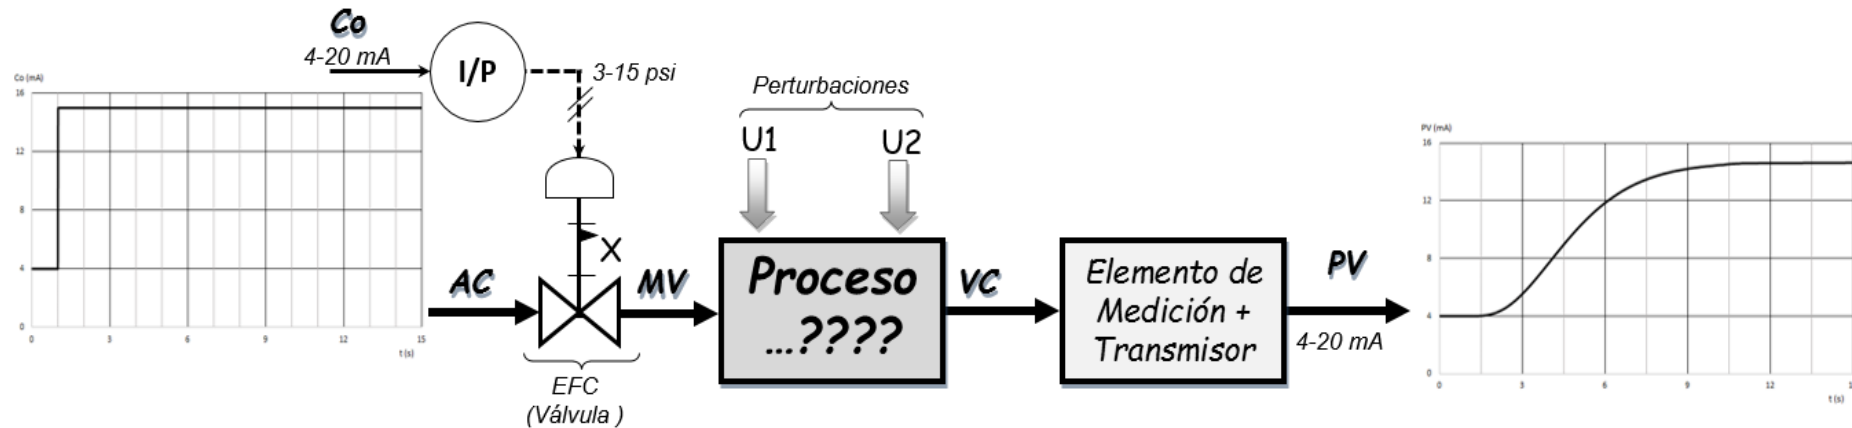 Co
4-20 mA
I/P
3-15 psi
Co (mA)
16
12
8
4
0
0
3
6
9
12
15
t (s)
AC
X
MV
EFC
(Válvula )
Perturbaciones
U1
U2
Proceso
...????
VC
Elemento de
Medición +
Transmisor
PV
4-20 mA
PV (mA)
16
12
8
4
0
0
3
6
9
12
t (s)